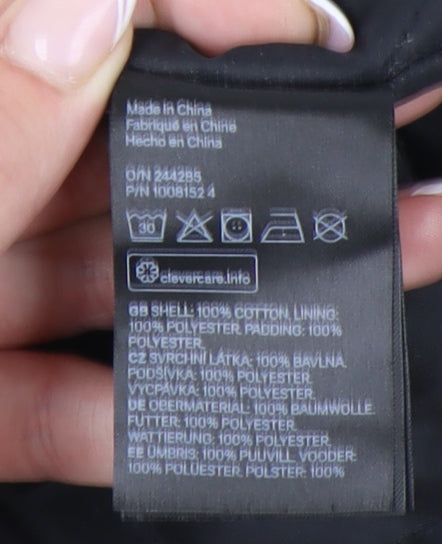 Made in China
Fabriqué en Chine
Hecho en China
O/N 244285
P/N 1008152 4
30
clevercare.info
GB SHELL: 100% COTTON. LINING:
100% POLYESTER. PADDING: 100%
POLYESTER.
CZ SVRCHNÍ LÁTKA: 100% BAVLNA.
PODŠÍVKA: 100% POLYESTER.
VÝCPAVKA: 100% POLYESTER.
DE OBERMATERIAL: 100% BAUMWOLLE.
FUTTER: 100% POLYESTER.
WATTIERUNG: 100% POLYESTER.
EE ÜMBRIS: 100% PUUVILL. VOODER:
100% POLÜESTER. POLSTER: 100%